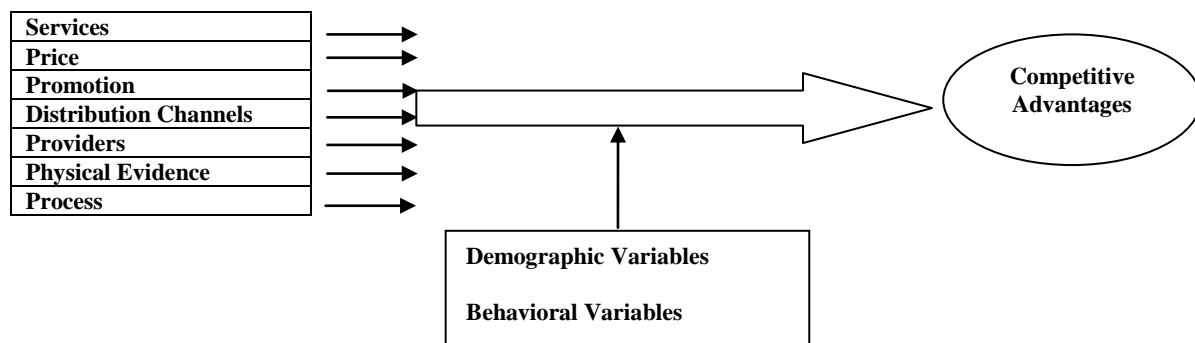 Services
Price
Promotion
Distribution Channels
Providers
Physical Evidence
Process
Competitive
Advantages
Demographic Variables
Behavioral Variables